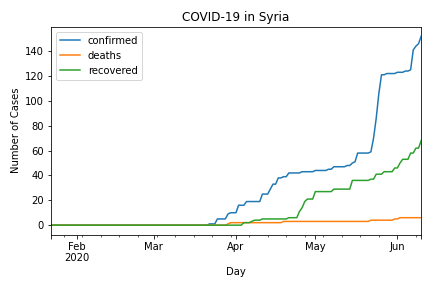 COVID-19 in Syria
confirmed
deaths
recovered
Number of Cases
140
120
100
80
60
40
20
0
Feb
2020
Mar
Apr
May
Jun
Day